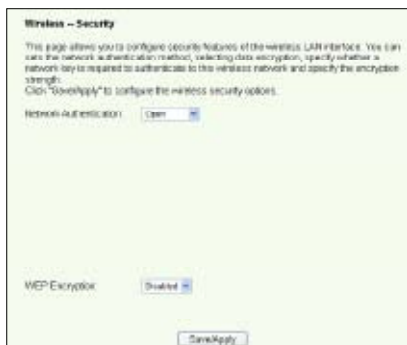 Wireless -- Security
This page allows you to configure security features of the wireless LAN interface. You can
sets the network authentication method, selecting data encryption, specify whether a
network key is required to authenticate to this wireless network and specify the encryption
strength.
Click "Save/Apply" to configure the wireless security options.
Network Authentication: Open
WEP Encryption: Disabled
Save/Apply